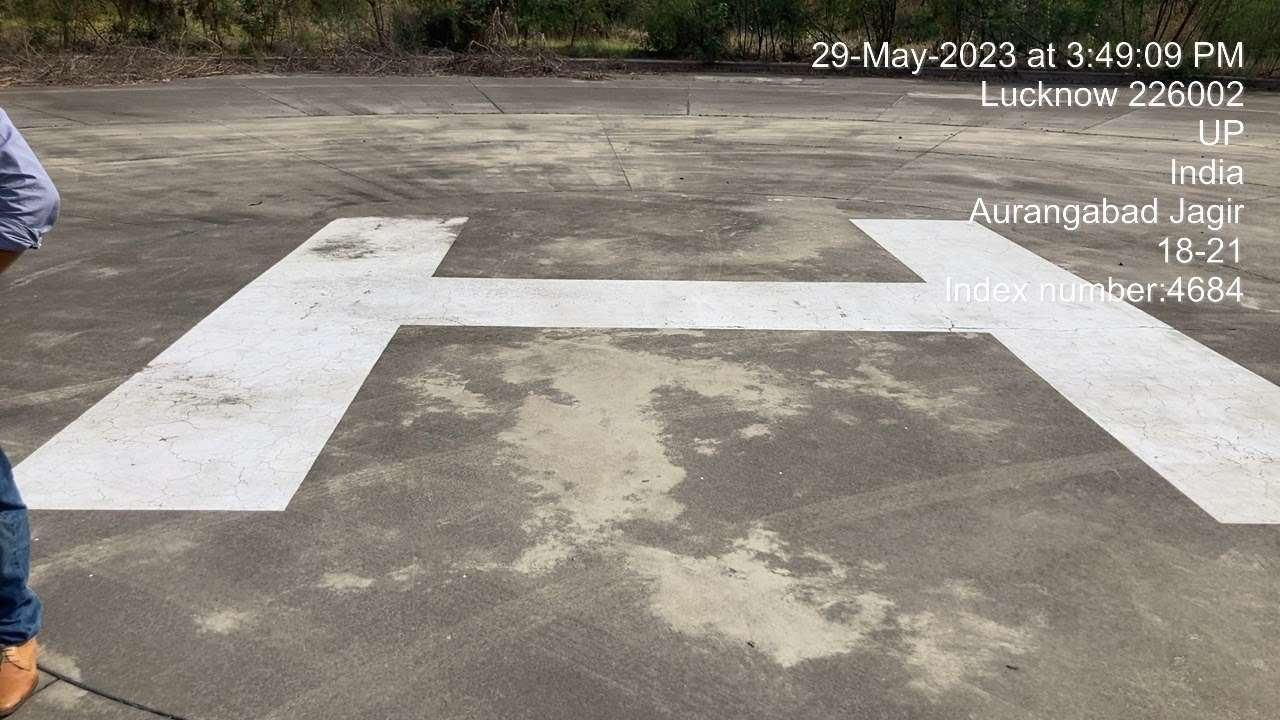 29-May-2023 at 3:49:09 PM
Lucknow 226002
UP
India
Aurangabad Jagir
18-21
Index number:4684
H